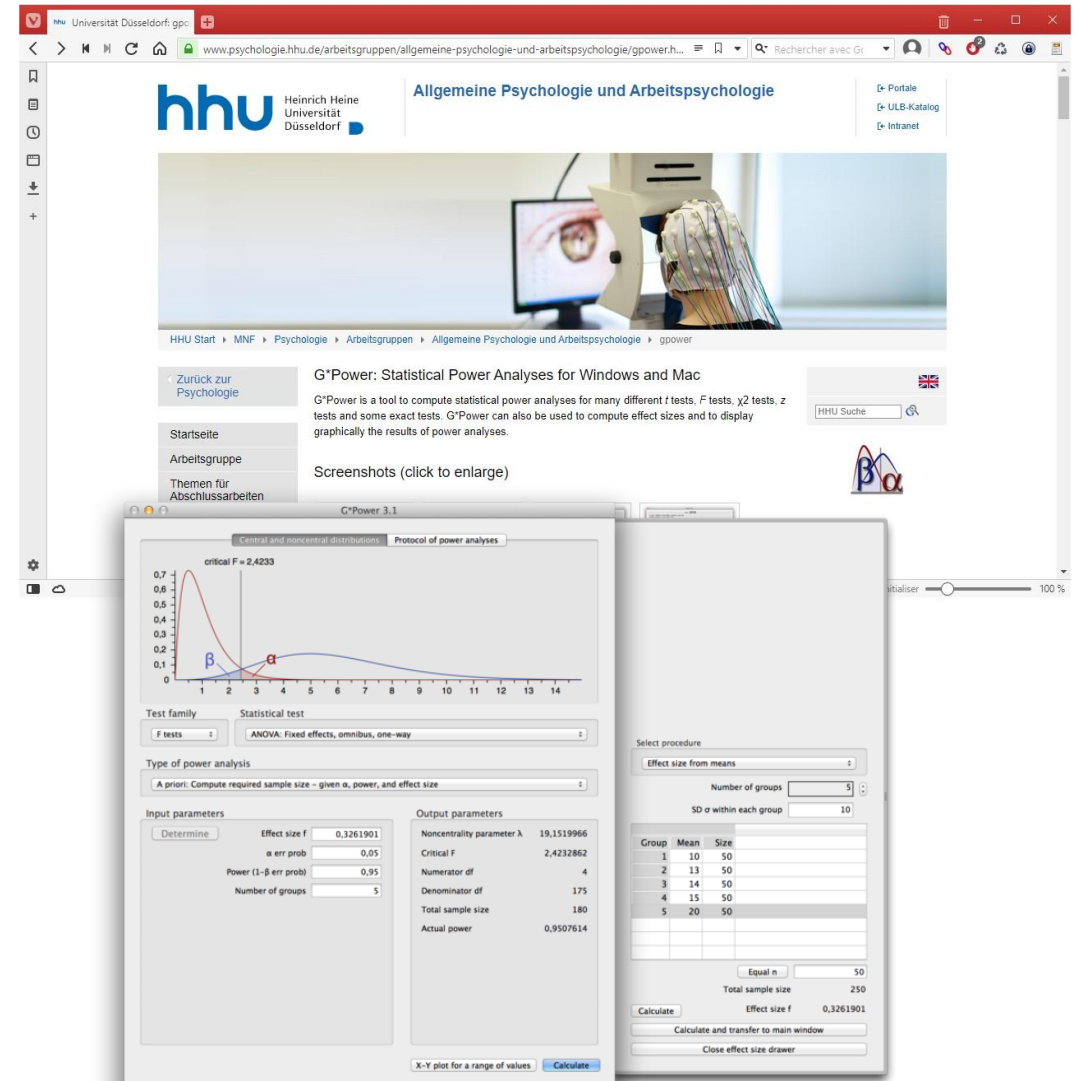 Universität Düsseldorf: gpo
www.psychologie.hhu.de/arbeitsgruppen/allgemeine-psychologie-und-arbeitspsychologie/gpower.h...
Rechercher avec Gr
2
hhu
Heinrich Heine
Universität
Düsseldorf
Allgemeine Psychologie und Arbeitspsychologie
Portale
ULB-Katalog
Intranet
HHU Start ▸ MNF ▸ Psychologie ▸ Arbeitsgruppen ▸ Allgemeine Psychologie und Arbeitspsychologie ▸ gpower
Zurück zur
Psychologie
Startseite
Arbeitsgruppe
Themen für
Abschlussarbeiten
G*Power: Statistical Power Analyses for Windows and Mac
G*Power is a tool to compute statistical power analyses for many different t tests, F tests, χ2 tests, z
tests and some exact tests. G*Power can also be used to compute effect sizes and to display
graphically the results of power analyses.
Screenshots (click to enlarge)
HHU Suche
β α
initialiser
100 %
G*Power 3.1
Central and noncentral distributions
Protocol of power analyses
critical F = 2,4233
0,7
0,6
0,5
0,4
0,3
0,2
0,1
0
β
α
1 2 3 4 5 6 7 8 9 10 11 12 13 14
Test family
Statistical test
F tests
ANOVA: Fixed effects, omnibus, one-way
Type of power analysis
A priori: Compute required sample size – given α, power, and effect size
Input parameters
Determine
Effect size f 0,3261901
α err prob 0,05
Power (1-β err prob) 0,95
Number of groups 5
Output parameters
Noncentrality parameter λ 19,1519966
Critical F 2,4232862
Numerator df 4
Denominator df 175
Total sample size 180
Actual power 0,9507614
X-Y plot for a range of values
Calculate
Select procedure
Effect size from means
Number of groups 5
SD σ within each group 10
Group Mean Size
1 10 50
2 13 50
3 14 50
4 15 50
5 20 50
Equal n 50
Total sample size 250
Calculate
Effect size f 0,3261901
Calculate and transfer to main window
Close effect size drawer